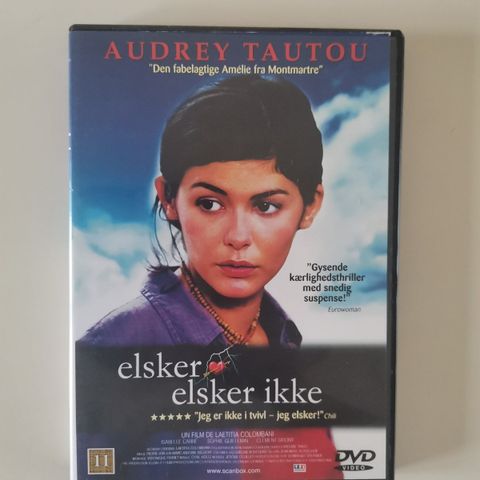 AUDREY TAUTOU
"Den fabelagtige Amélie fra Montmartre"
"Gysende
kærlighedsthriller
med snedig
suspense!"
Eurowoman
elsker
elsker ikke
★★★★★ "Jeg er ikke i tvivl – jeg elsker!" Chili
UN FILM DE LAETITIA COLOMBANI
11
DVD
VIDEO
www.scanbox.com